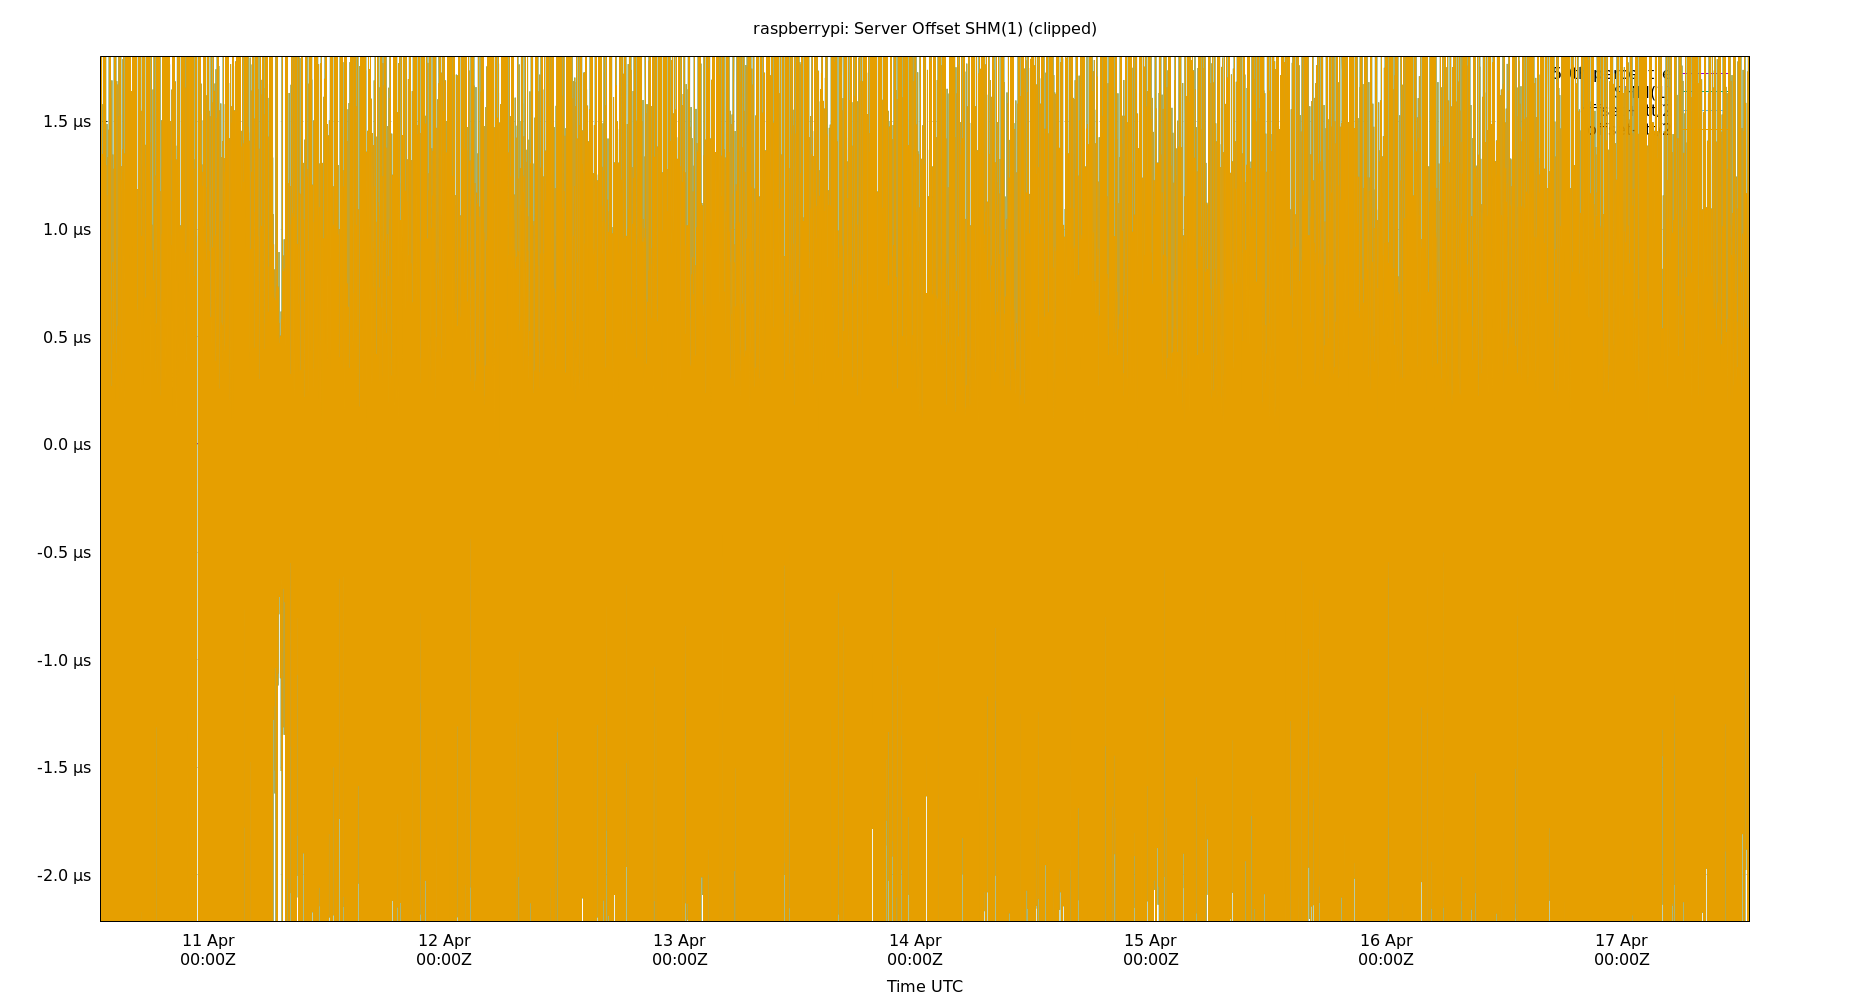 raspberrypi: Server Offset SHM(1) (clipped)
1.5 µs
1.0 µs
0.5 µs
0.0 µs
-0.5 µs
-1.0 µs
-1.5 µs
-2.0 µs
11 Apr
00:00Z
12 Apr
00:00Z
13 Apr
00:00Z
14 Apr
00:00Z
15 Apr
00:00Z
16 Apr
00:00Z
17 Apr
00:00Z
Time UTC